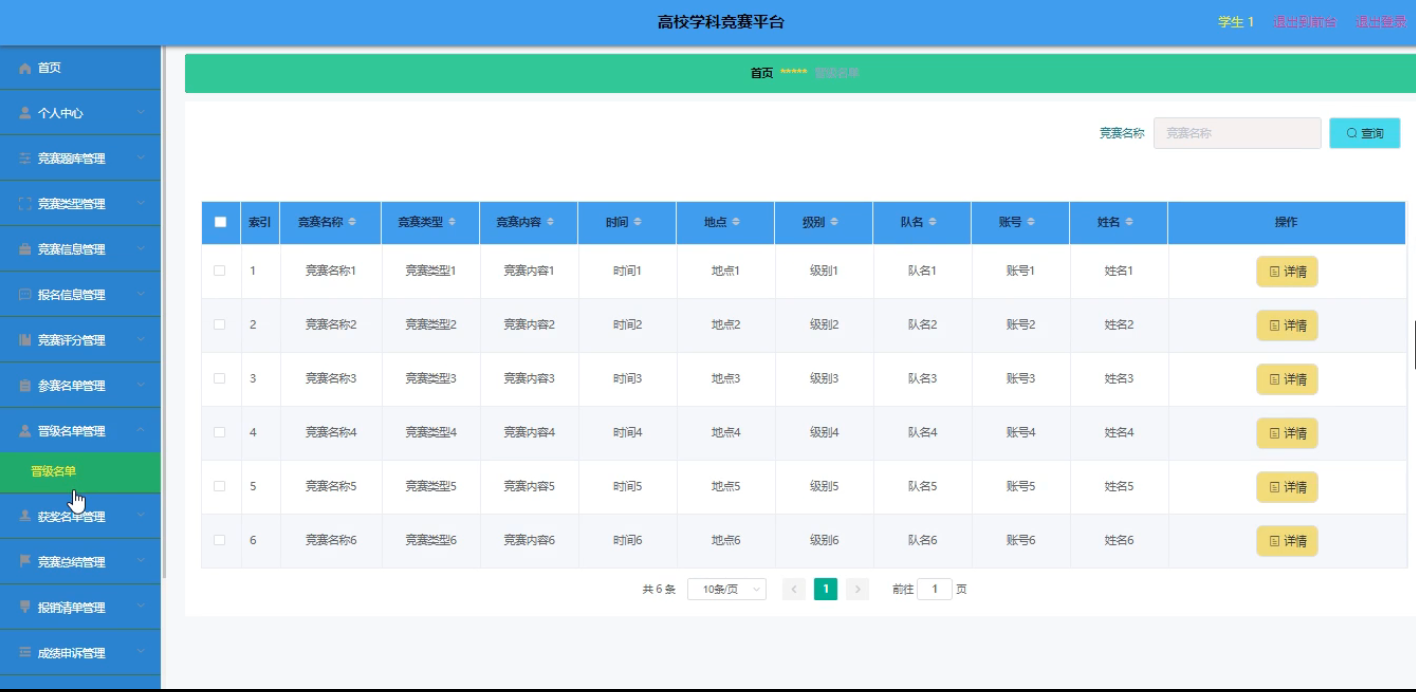 高校学科竞赛平台
学生 1 退出到前台 退出登录
首页
个人中心
竞赛题库管理
竞赛类型管理
竞赛信息管理
报名信息管理
竞赛评分管理
参赛名单管理
晋级名单管理
晋级名单
获奖名单管理
竞赛总结管理
报销清单管理
成绩申诉管理
首页 ***** 晋级名单
竞赛名称 竞赛名称 查询
索引 竞赛名称 竞赛类型 竞赛内容 时间 地点 级别 队名 账号 姓名 操作
1 竞赛名称1 竞赛类型1 竞赛内容1 时间1 地点1 级别1 队名1 账号1 姓名1 详情
2 竞赛名称2 竞赛类型2 竞赛内容2 时间2 地点2 级别2 队名2 账号2 姓名2 详情
3 竞赛名称3 竞赛类型3 竞赛内容3 时间3 地点3 级别3 队名3 账号3 姓名3 详情
4 竞赛名称4 竞赛类型4 竞赛内容4 时间4 地点4 级别4 队名4 账号4 姓名4 详情
5 竞赛名称5 竞赛类型5 竞赛内容5 时间5 地点5 级别5 队名5 账号5 姓名5 详情
6 竞赛名称6 竞赛类型6 竞赛内容6 时间6 地点6 级别6 队名6 账号6 姓名6 详情
共 6 条 10条/页 1 前往 1 页